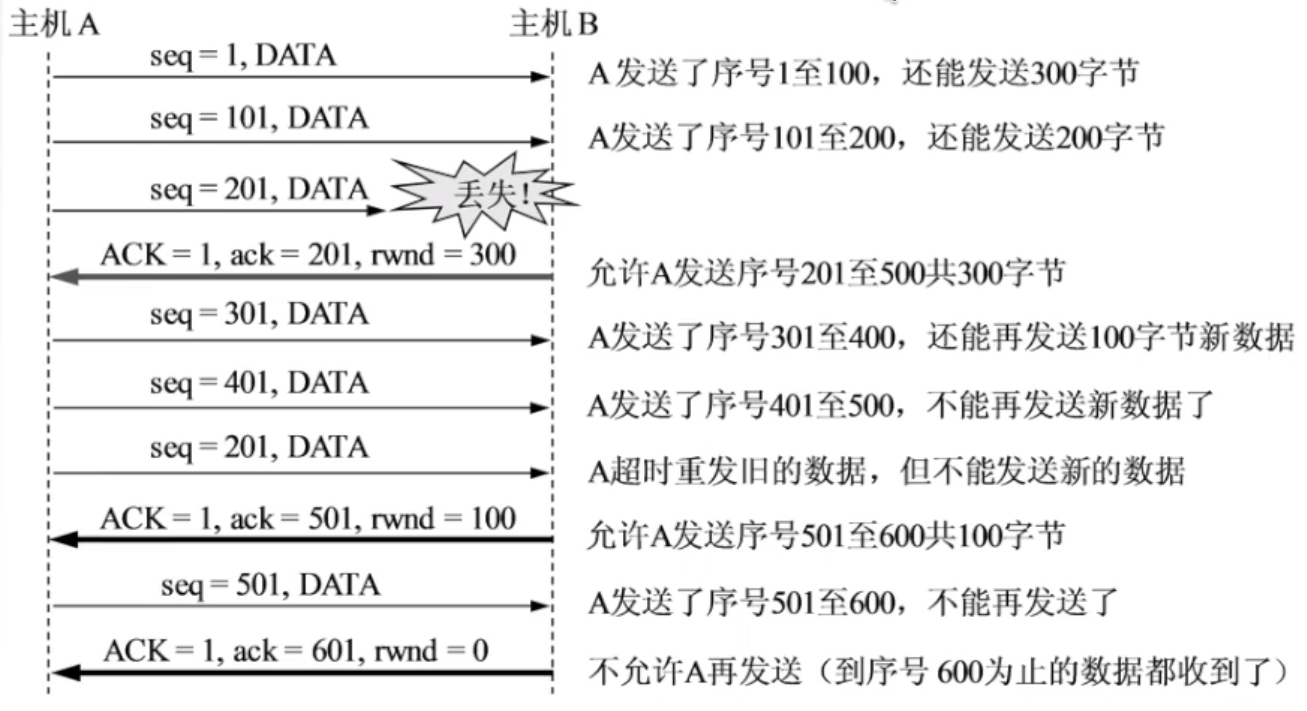 主机A 主机B
seq = 1, DATA
A发送了序号1至100，还能发送300字节
seq = 101, DATA
A发送了序号101至200，还能发送200字节
seq = 201, DATA 丢失！
ACK = 1, ack = 201, rwnd = 300
允许A发送序号201至500共300字节
seq = 301, DATA
A发送了序号301至400，还能再发送100字节新数据
seq = 401, DATA
A发送了序号401至500，不能再发送新数据了
seq = 201, DATA
A超时重发旧的数据，但不能发送新的数据
ACK = 1, ack = 501, rwnd = 100
允许A发送序号501至600共100字节
seq = 501, DATA
A发送了序号501至600，不能再发送了
ACK = 1, ack = 601, rwnd = 0
不允许A再发送（到序号 600为止的数据都收到了）